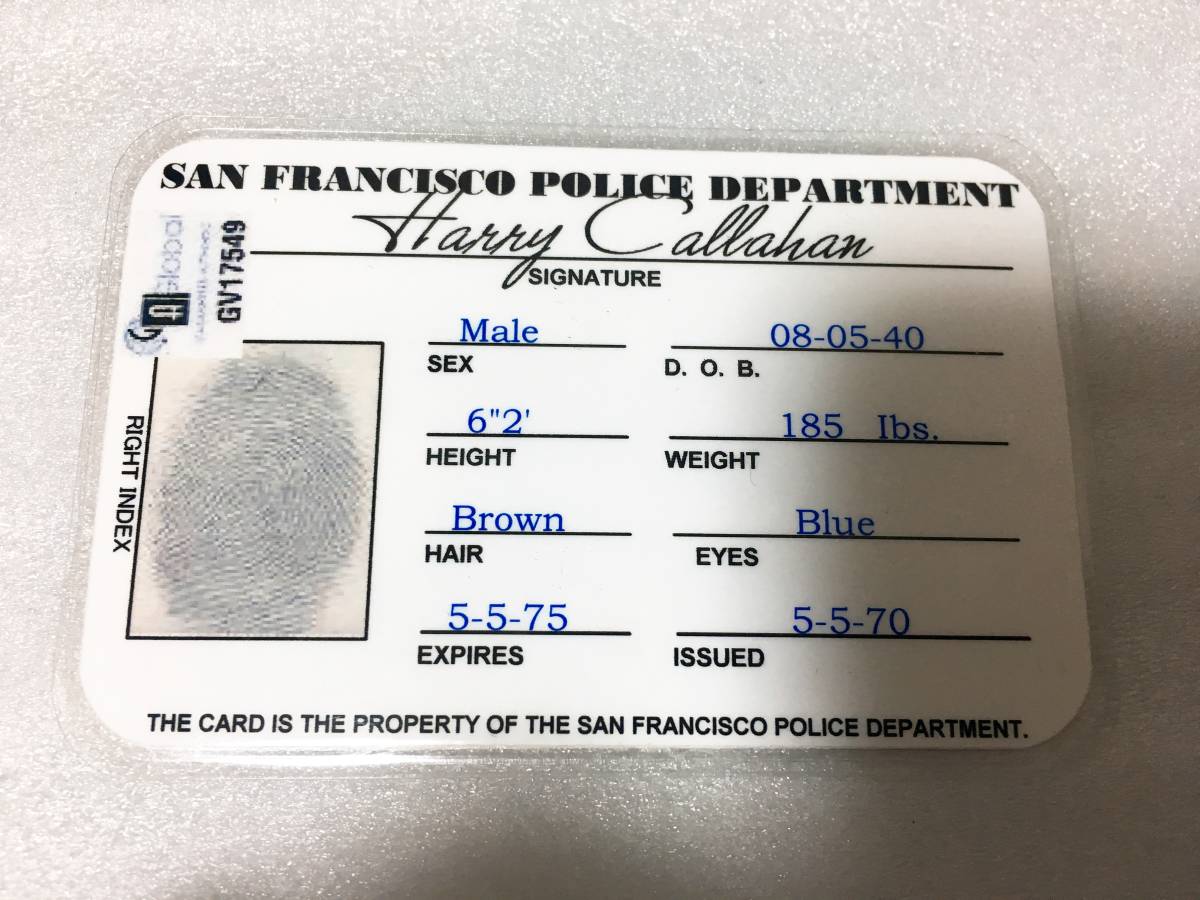 SAN FRANCISCO POLICE DEPARTMENT
Harry Callahan
SIGNATURE
Global
GV17549
Male 08-05-40
SEX D. O. B.
6"2' 185 Ibs.
HEIGHT WEIGHT
RIGHT INDEX
Brown Blue
HAIR EYES
5-5-75 5-5-70
EXPIRES ISSUED
THE CARD IS THE PROPERTY OF THE SAN FRANCISCO POLICE DEPARTMENT.